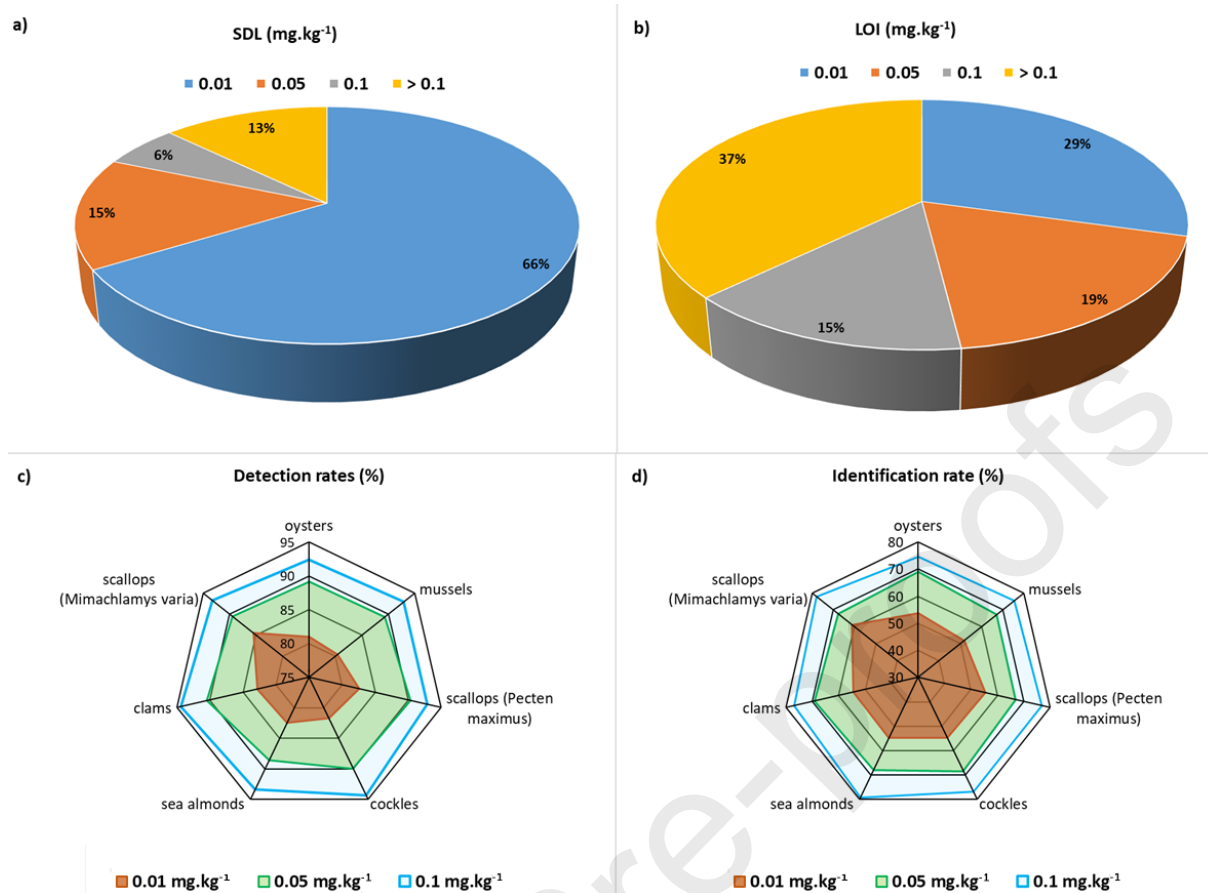 a)
SDL (mg.kg⁻¹)
0.01 0.05 0.1 > 0.1
13%
6%
15%
66%
b)
LOI (mg.kg⁻¹)
0.01 0.05 0.1 > 0.1
37%
29%
19%
15%
c)
Detection rates (%)
oysters
95
90
85
80
75
mussels
scallops (Pecten
maximus)
cockles
sea almonds
clams
scallops
(Mimachlamys varia)
0.01 mg.kg⁻¹ 0.05 mg.kg⁻¹ 0.1 mg.kg⁻¹
d)
Identification rate (%)
oysters
80
70
60
50
40
30
mussels
scallops (Pecten
maximus)
cockles
sea almonds
clams
scallops
(Mimachlamys varia)
0.01 mg.kg⁻¹ 0.05 mg.kg⁻¹ 0.1 mg.kg⁻¹
re-proofs